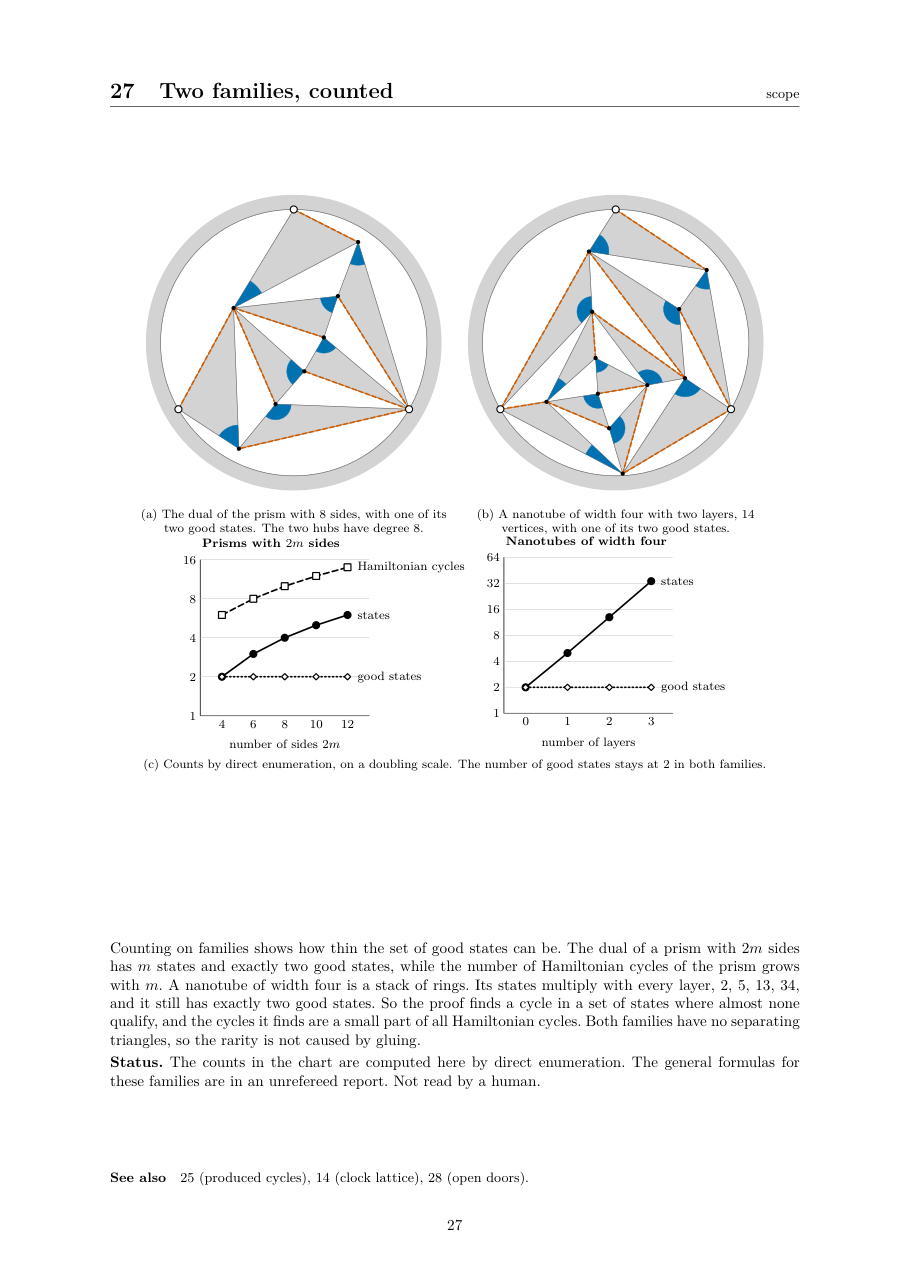 27 Two families, counted
scope
(a) The dual of the prism with 8 sides, with one of its
two good states. The two hubs have degree 8.
(b) A nanotube of width four with two layers, 14
vertices, with one of its two good states.
Prisms with 2m sides
16
8
4
2
1
Hamiltonian cycles
states
good states
4 6 8 10 12
number of sides 2m
Nanotubes of width four
64
32
16
8
4
2
1
states
good states
0 1 2 3
number of layers
(c) Counts by direct enumeration, on a doubling scale. The number of good states stays at 2 in both families.
Counting on families shows how thin the set of good states can be. The dual of a prism with 2m sides
has m states and exactly two good states, while the number of Hamiltonian cycles of the prism grows
with m. A nanotube of width four is a stack of rings. Its states multiply with every layer, 2, 5, 13, 34,
and it still has exactly two good states. So the proof finds a cycle in a set of states where almost none
qualify, and the cycles it finds are a small part of all Hamiltonian cycles. Both families have no separating
triangles, so the rarity is not caused by gluing.
Status. The counts in the chart are computed here by direct enumeration. The general formulas for
these families are in an unrefereed report. Not read by a human.
See also 25 (produced cycles), 14 (clock lattice), 28 (open doors).
27